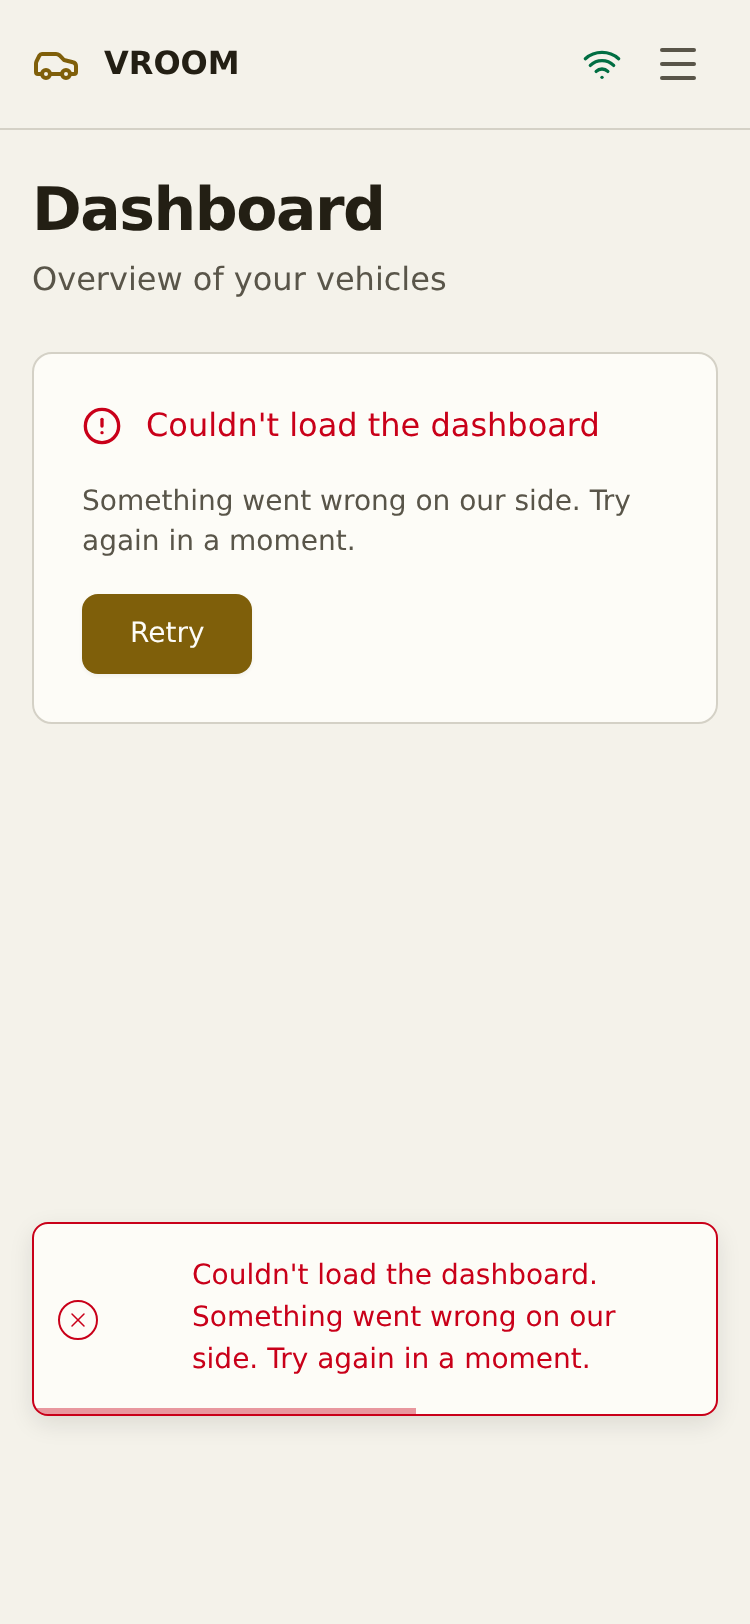 VROOM
Dashboard
Overview of your vehicles
Couldn't load the dashboard
Something went wrong on our side. Try
again in a moment.
Retry
Couldn't load the dashboard.
Something went wrong on our
side. Try again in a moment.